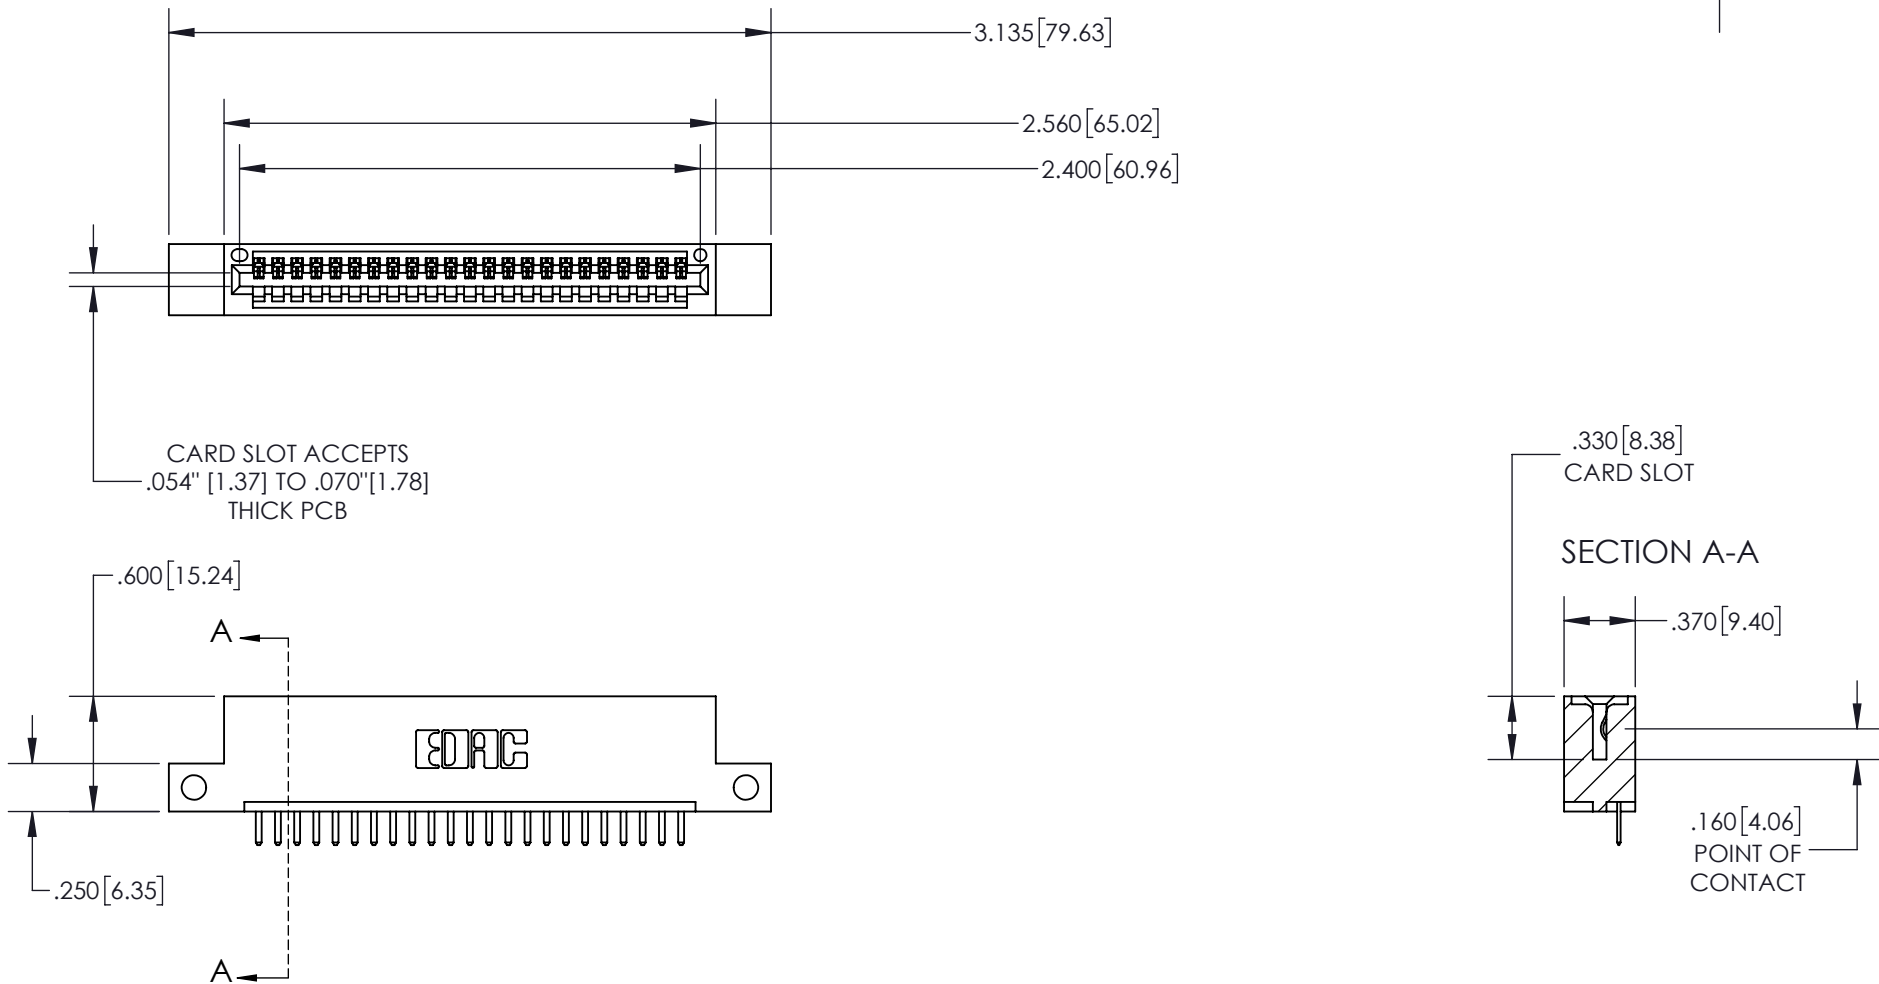 3.135[79.63]
2.560[65.02]
2.400[60.96]
CARD SLOT ACCEPTS
.054" [1.37] TO .070"[1.78]
THICK PCB
.330[8.38]
CARD SLOT
SECTION A-A
.600[15.24]
A
.370[9.40]
EDAC
.160[4.06]
POINT OF
CONTACT
.250[6.35]
A